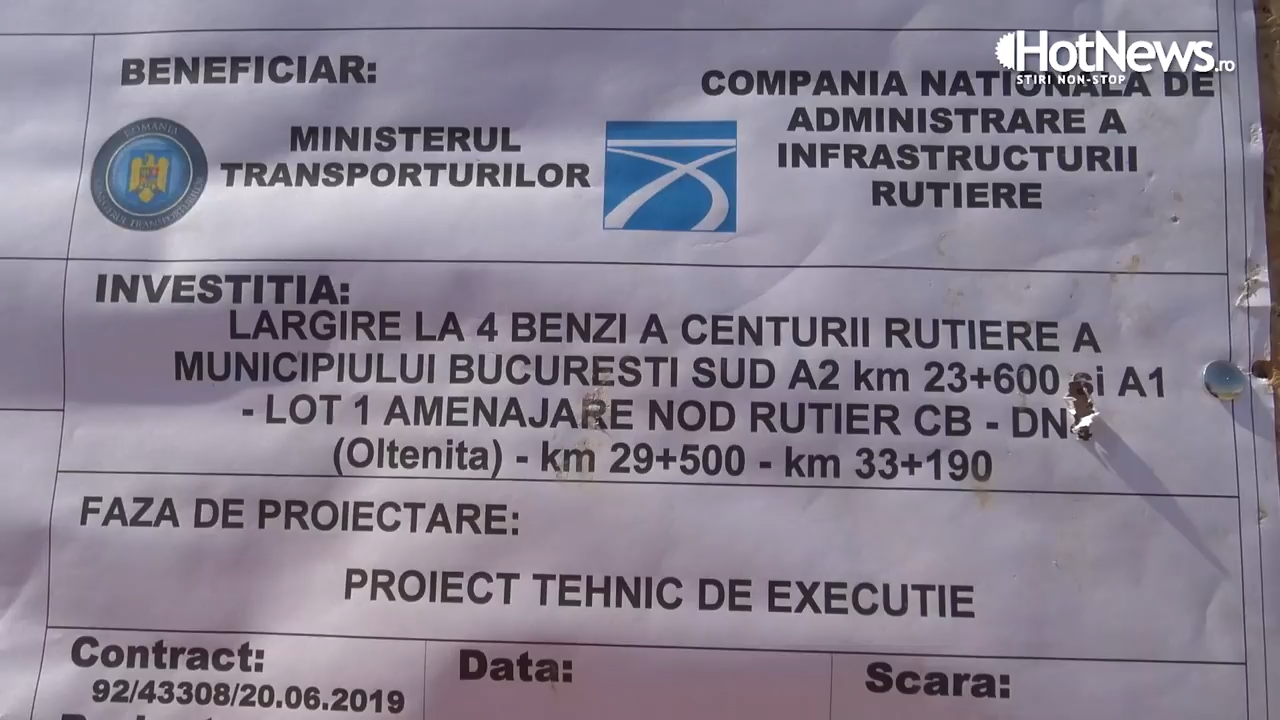 HotNews.ro
STIRI NON-STOP
BENEFICIAR:
ROMANIA
MINISTERUL
TRANSPORTURILOR
COMPANIA NATIONALA DE
ADMINISTRARE A
INFRASTRUCTURII
RUTIERE
INVESTITIA:
LARGIRE LA 4 BENZI A CENTURII RUTIERE A
MUNICIPIULUI BUCURESTI SUD A2 km 23+600 si A1
- LOT 1 AMENAJARE NOD RUTIER CB -
(Oltenita) - km 29+500 - km 33+190
FAZA DE PROIECTARE:
PROIECT TEHNIC DE EXECUTIE
Contract:
92/43308/20.06.2019
Data:
Scara: